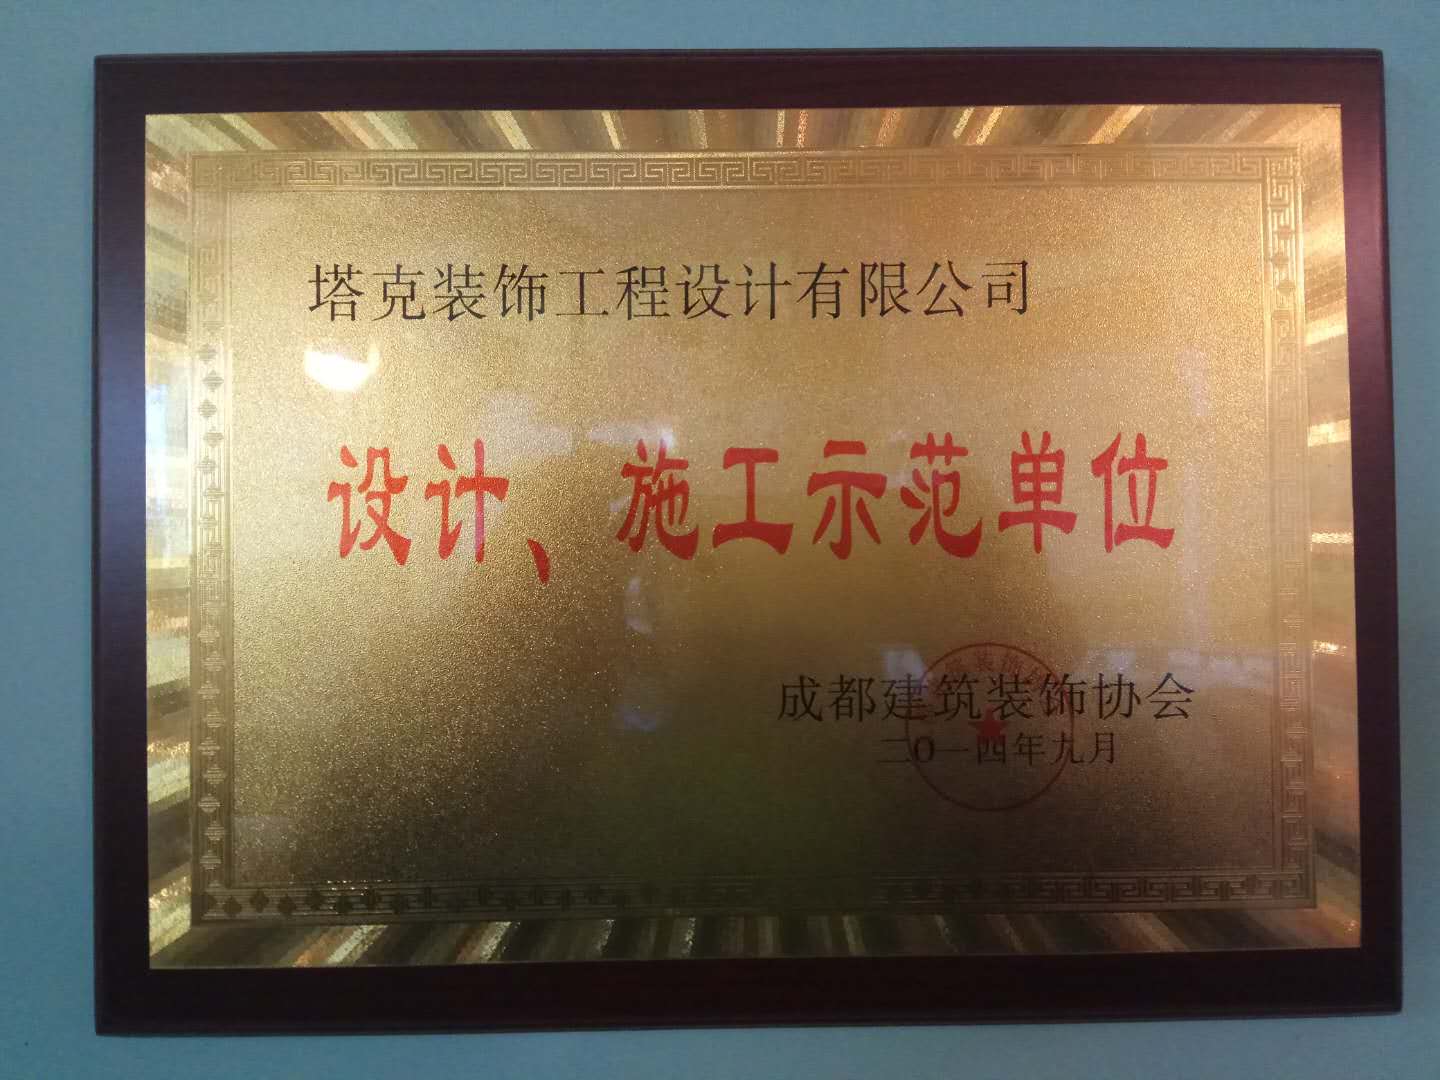 塔克装饰工程设计有限公司
设计、施工示范单位
成都建筑装饰协会
二0一四年九月